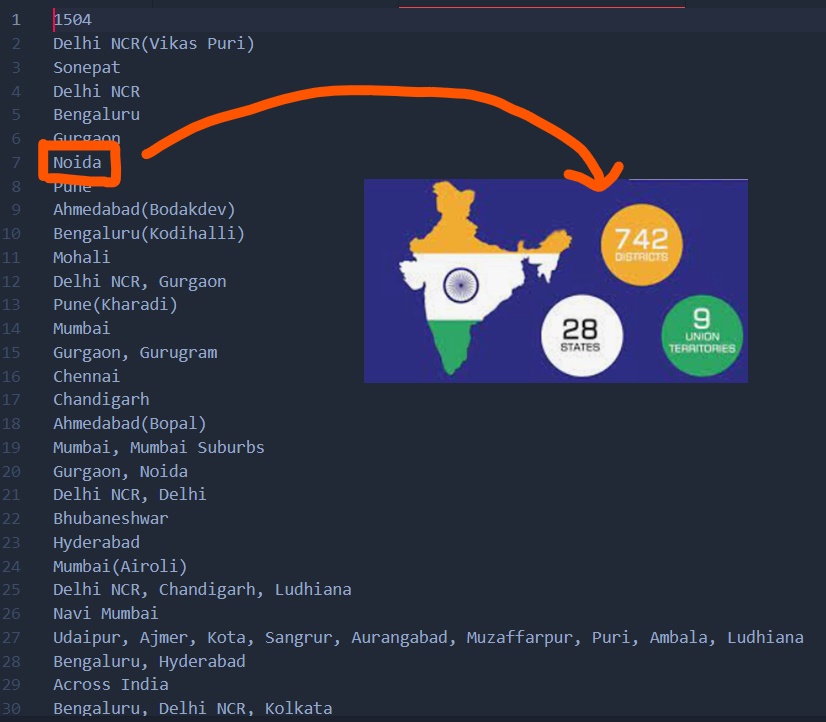 1 1504
2 Delhi NCR(Vikas Puri)
3 Sonepat
4 Delhi NCR
5 Bengaluru
6 Gurgaon
7 Noida
8 Pune
9 Ahmedabad(Bodakdev)
10 Bengaluru(Kodihalli)
11 Mohali
12 Delhi NCR, Gurgaon
13 Pune(Kharadi)
14 Mumbai
15 Gurgaon, Gurugram
16 Chennai
17 Chandigarh
18 Ahmedabad(Bopal)
19 Mumbai, Mumbai Suburbs
20 Gurgaon, Noida
21 Delhi NCR, Delhi
22 Bhubaneshwar
23 Hyderabad
24 Mumbai(Airoli)
25 Delhi NCR, Chandigarh, Ludhiana
26 Navi Mumbai
27 Udaipur, Ajmer, Kota, Sangrur, Aurangabad, Muzaffarpur, Puri, Ambala, Ludhiana
28 Bengaluru, Hyderabad
29 Across India
30 Bengaluru, Delhi NCR, Kolkata
742
DISTRICTS
28
STATES
9
UNION
TERRITORIES